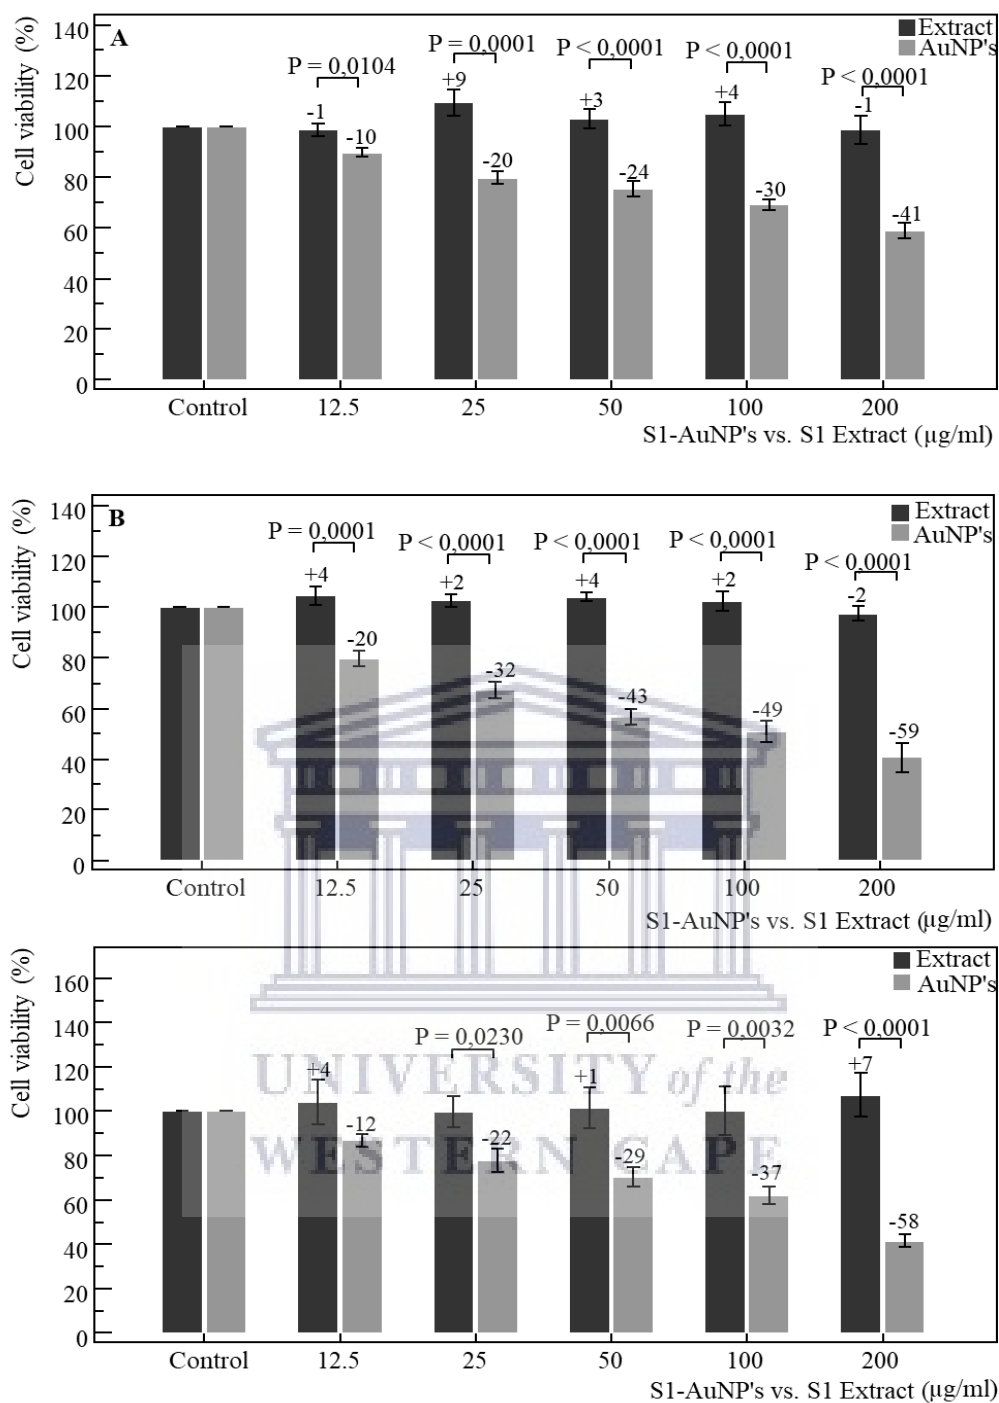 Cell viability (%)
A
Extract
AuNP's
140
120
100
80
60
40
20
0
P = 0,0104
P = 0,0001
P < 0,0001
P < 0,0001
P < 0,0001
-1
-10
+9
-20
+3
-24
+4
-30
-1
-41
Control 12.5 25 50 100 200
S1-AuNP's vs. S1 Extract (µg/ml)
Cell viability (%)
B
Extract
AuNP's
140
120
100
80
60
40
20
0
P = 0,0001
P < 0,0001
P < 0,0001
P < 0,0001
P < 0,0001
+4
-20
+2
-32
+4
-43
+2
-49
-2
-59
Control 12.5 25 50 100 200
S1-AuNP's vs. S1 Extract (µg/ml)
Cell viability (%)
Extract
AuNP's
160
140
120
100
80
60
40
20
0
P = 0,0230
P = 0,0066
P = 0,0032
P < 0,0001
+4
-12
-22
+1
-29
-37
+7
-58
UNIVERSITY of the
WESTERN CAPE
Control 12.5 25 50 100 200
S1-AuNP's vs. S1 Extract (µg/ml)